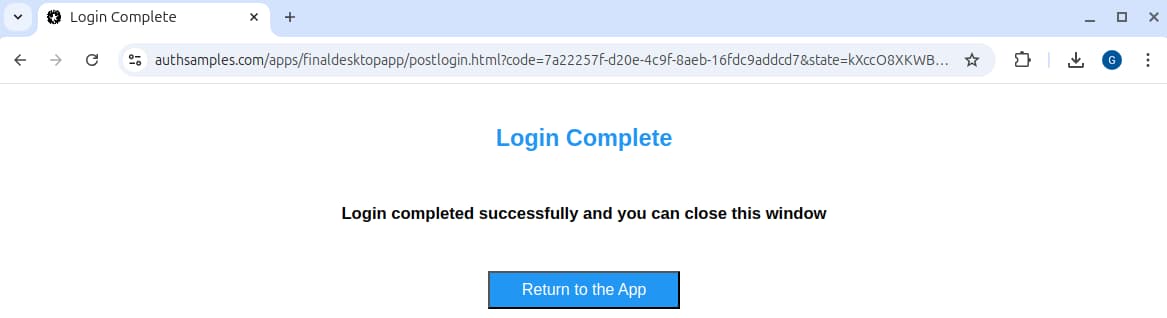 Login Complete
authsamples.com/apps/finaldesktopapp/postlogin.html?code=7a22257f-d20e-4c9f-8aeb-16fdc9addcd7&state=kXccO8XKWB...
G
Login Complete
Login completed successfully and you can close this window
Return to the App